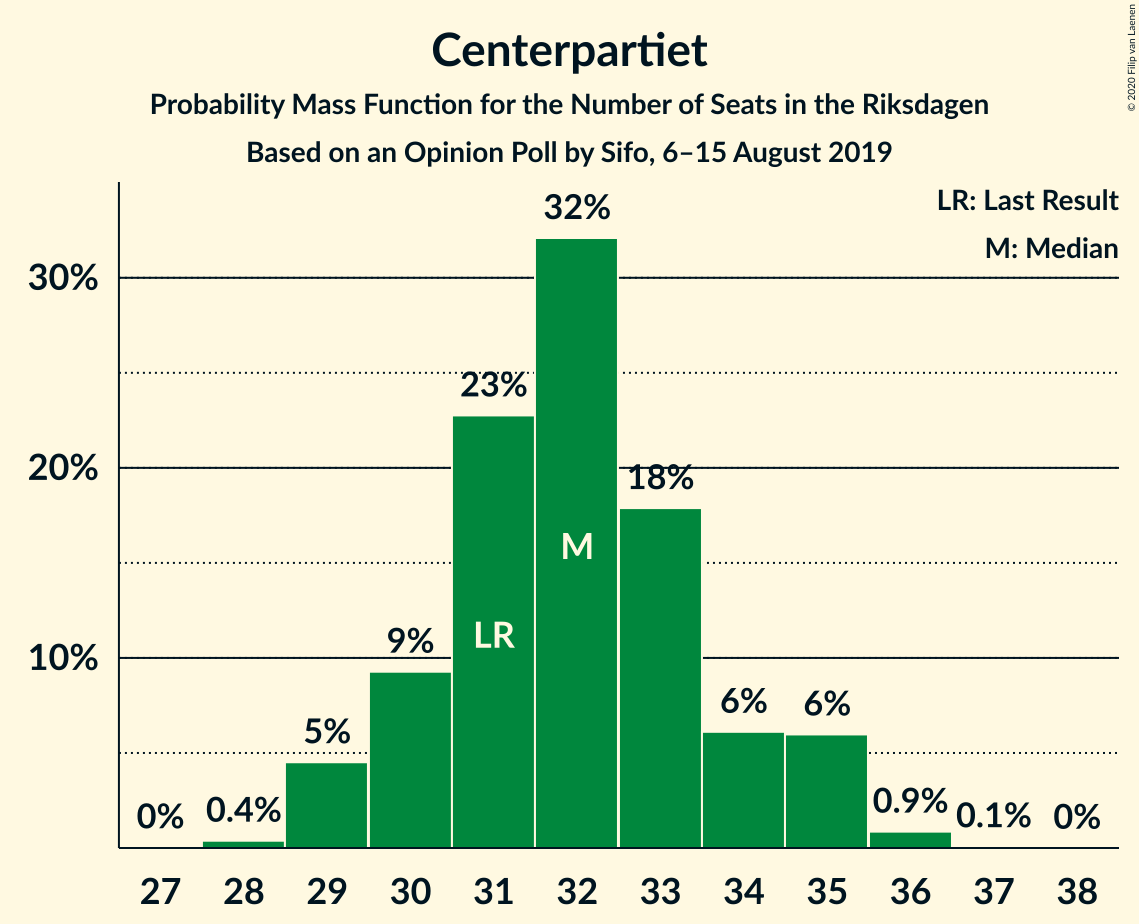 Centerpartiet
Probability Mass Function for the Number of Seats in the Riksdagen
Based on an Opinion Poll by Sifo, 6–15 August 2019
© 2020 Filip van Laenen
LR: Last Result
M: Median
30%
20%
10%
0%
0.4%
5%
9%
23%
32%
18%
6%
6%
0.9%
0.1%
0%
LR
M
27 28 29 30 31 32 33 34 35 36 37 38